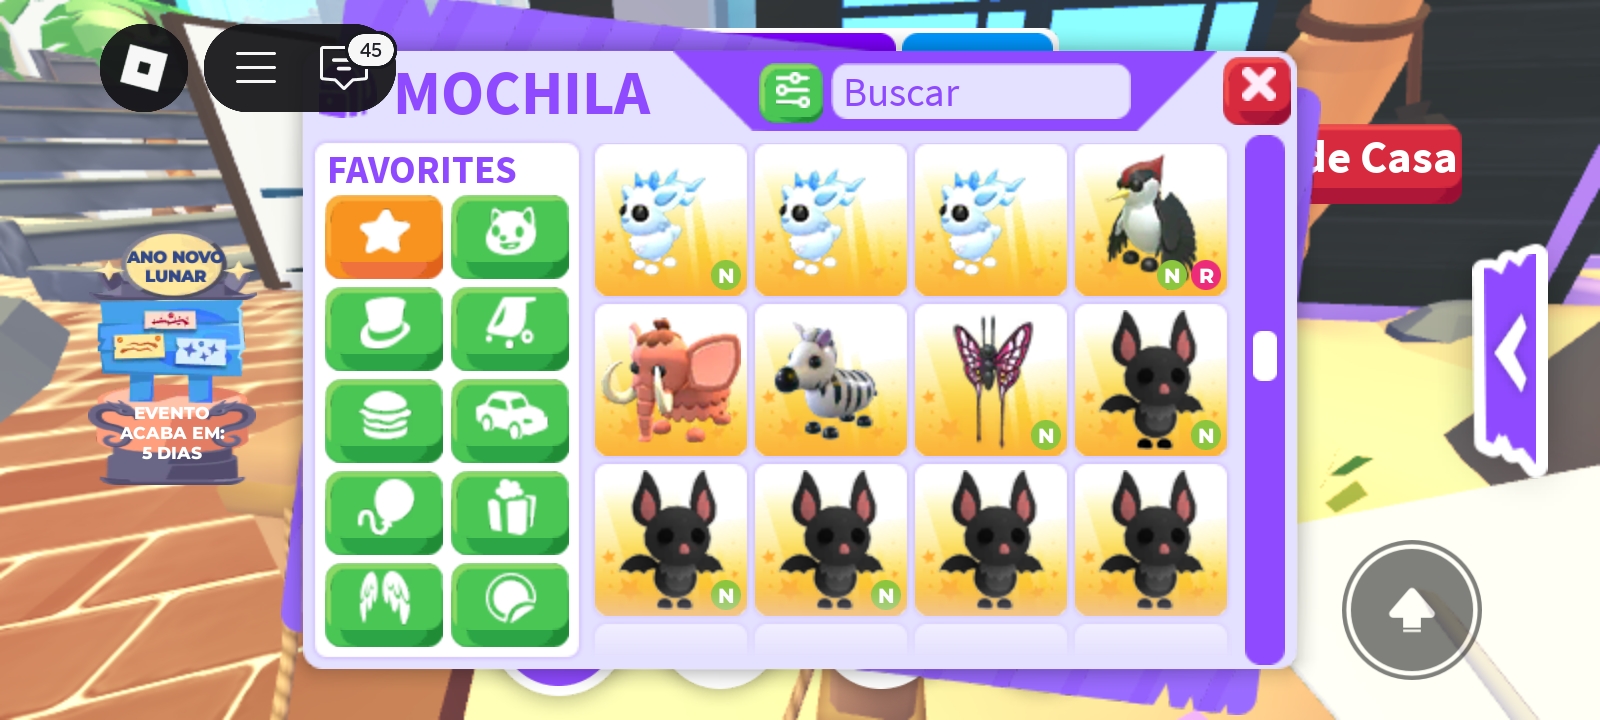 45
MOCHILA
Buscar
FAVORITES
de Casa
N
N
R
N
N
N
N
ANO NOVO
LUNAR
EVENTO
ACABA EM:
5 DIAS